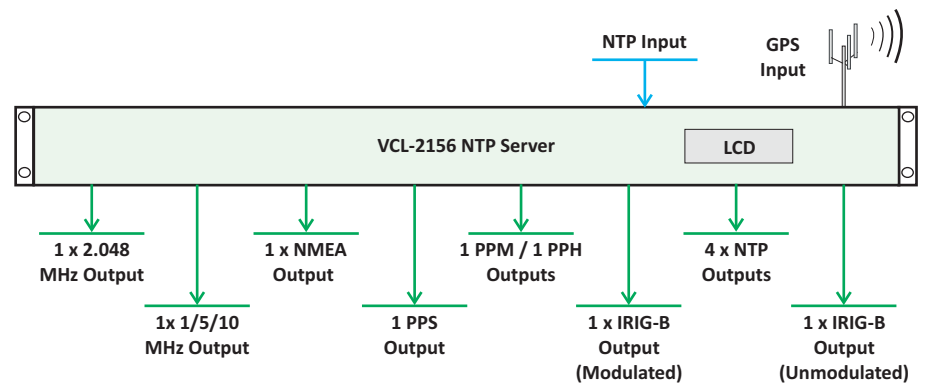 NTP Input
GPS
Input
VCL-2156 NTP Server
LCD
1 x 2.048
MHz Output
1x 1/5/10
MHz Output
1 x NMEA
Output
1 PPS
Output
1 PPM / 1 PPH
Outputs
1 x IRIG-B
Output
(Modulated)
4 x NTP
Outputs
1 x IRIG-B
Output
(Unmodulated)